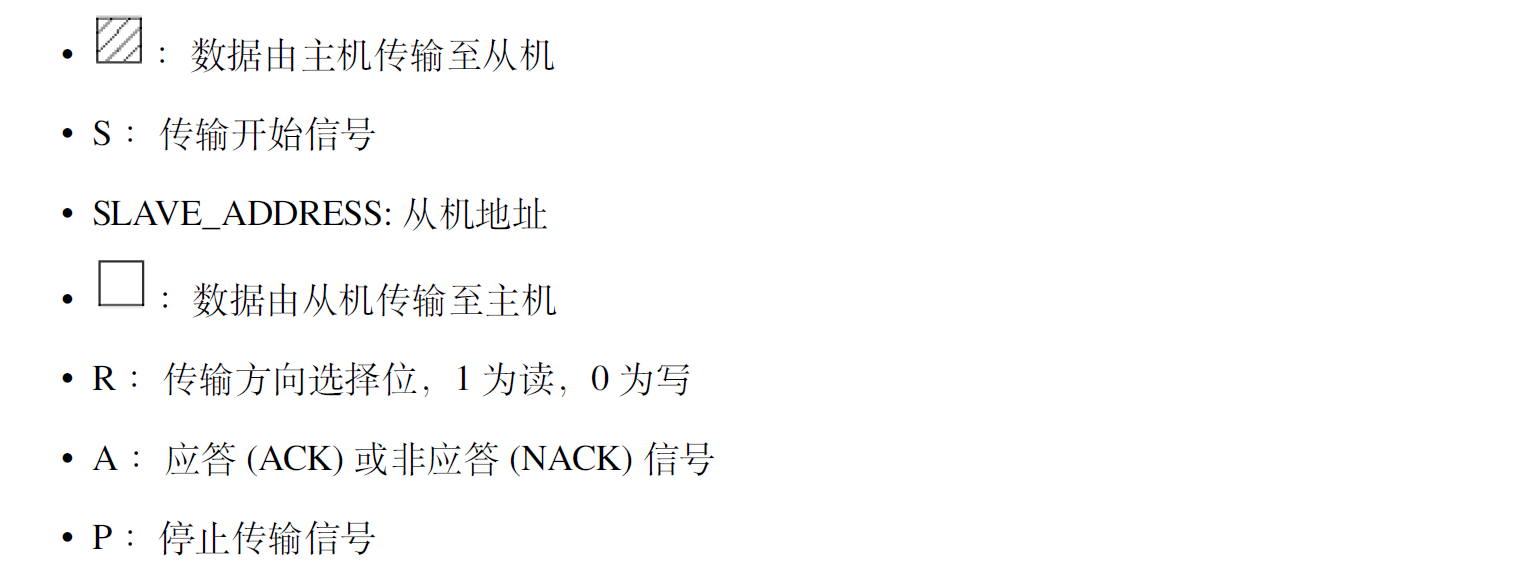 • ： 数据由主机传输至从机
• S： 传输开始信号
• SLAVE_ADDRESS: 从机地址
• ： 数据由从机传输至主机
• R： 传输方向选择位，1 为读，0 为写
• A： 应答 (ACK) 或非应答 (NACK) 信号
• P： 停止传输信号